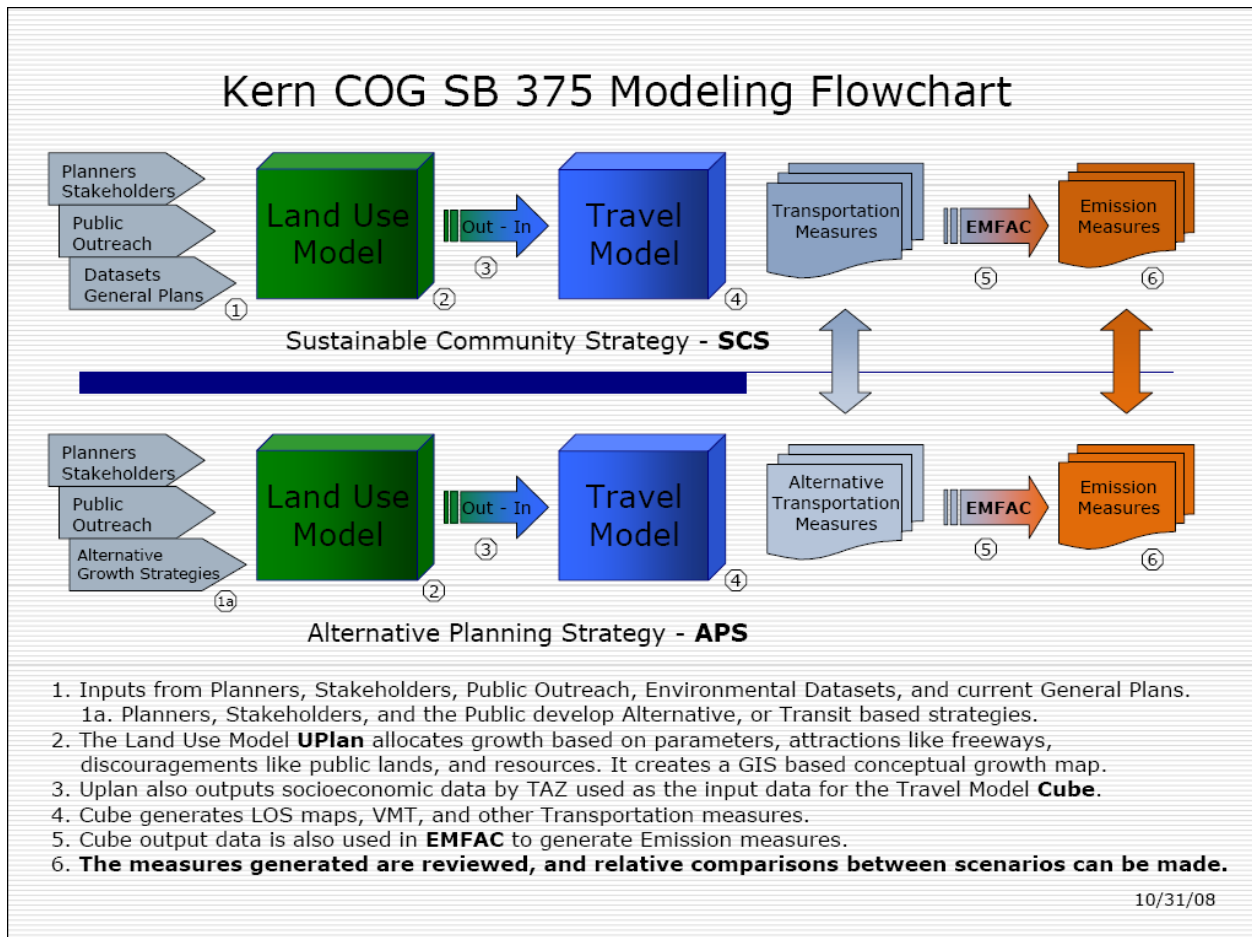 Kern COG SB 375 Modeling Flowchart
Planners
Stakeholders
Public
Outreach
Datasets
General Plans
1
Land Use
Model
2
Out - In
3
Travel
Model
4
Transportation
Measures
EMFAC
5
Emission
Measures
6
Sustainable Community Strategy - SCS
Planners
Stakeholders
Public
Outreach
Alternative
Growth Strategies
1a
Land Use
Model
2
Out - In
3
Travel
Model
4
Alternative
Transportation
Measures
EMFAC
5
Emission
Measures
6
Alternative Planning Strategy - APS
1. Inputs from Planners, Stakeholders, Public Outreach, Environmental Datasets, and current General Plans.
1a. Planners, Stakeholders, and the Public develop Alternative, or Transit based strategies.
2. The Land Use Model UPlan allocates growth based on parameters, attractions like freeways,
discouragements like public lands, and resources. It creates a GIS based conceptual growth map.
3. Uplan also outputs socioeconomic data by TAZ used as the input data for the Travel Model Cube.
4. Cube generates LOS maps, VMT, and other Transportation measures.
5. Cube output data is also used in EMFAC to generate Emission measures.
6. The measures generated are reviewed, and relative comparisons between scenarios can be made.
10/31/08